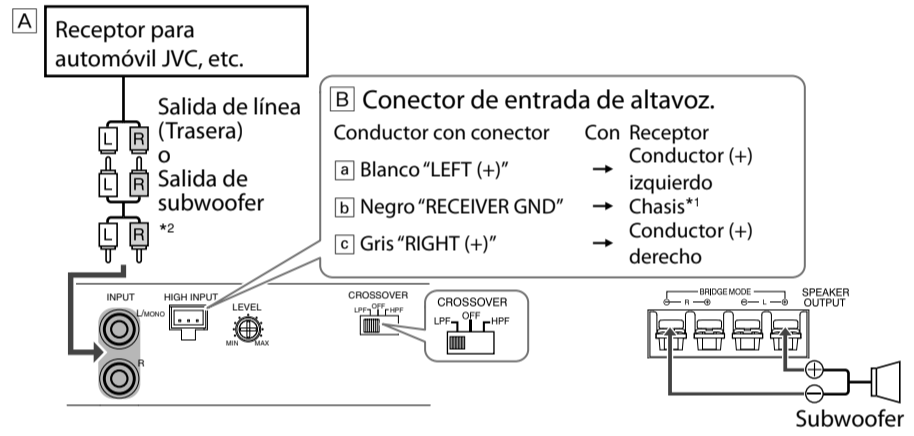 A
Receptor para
automóvil JVC, etc.
Salida de línea
(Trasera)
o
Salida de
subwoofer
*2
L R
L R
L R
B Conector de entrada de altavoz.
Conductor con conector Con Receptor
a Blanco “LEFT (+)” → Conductor (+)
izquierdo
b Negro “RECEIVER GND” → Chasis*1
c Gris “RIGHT (+)” → Conductor (+)
derecho
INPUT
L/MONO
R
HIGH INPUT
LEVEL
MIN MAX
CROSSOVER
LPF OFF HPF
CROSSOVER
LPF OFF HPF
BRIDGE MODE
⊖ R ⊕ ⊖ L ⊕
SPEAKER
OUTPUT
⊕
⊖
Subwoofer